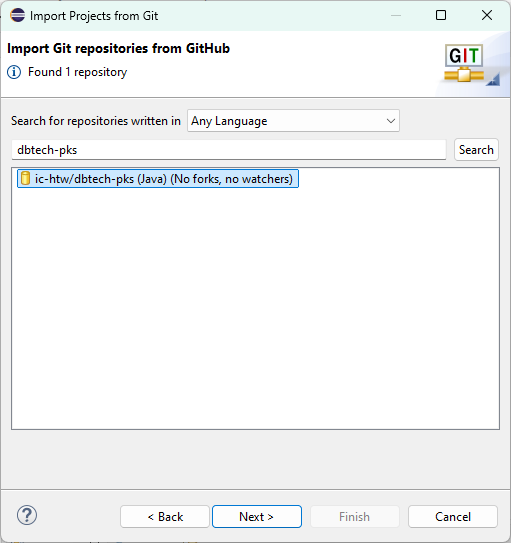 Import Projects from Git
Import Git repositories from GitHub
Found 1 repository
GIT
Search for repositories written in Any Language
dbtech-pks Search
ic-htw/dbtech-pks (Java) (No forks, no watchers)
? < Back Next > Finish Cancel